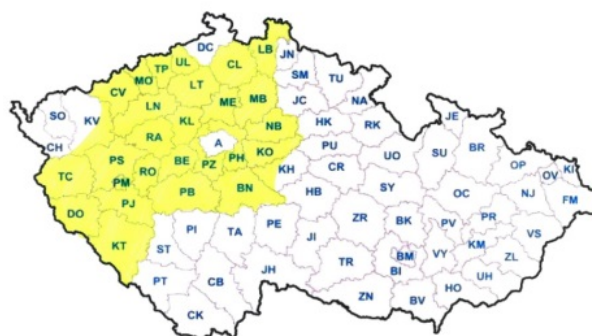 DC
LB
JN
TP
UL
CL
MO
CV
LT
SM
TU
SO
KV
LN
ME
MB
JC
NA
CH
KL
RA
A
NB
HK
RK
JE
BR
TC
PS
RO
BE
PZ
PH
KO
PU
UO
SU
OP
OV
KI
PM
KH
CR
DO
PJ
PB
BN
HB
SY
OC
NJ
FM
KT
PI
TA
PE
JI
ZR
BK
PV
PR
VS
ST
BM
VY
KM
ZL
PT
CB
JH
TR
BI
HO
UH
CK
ZN
BV